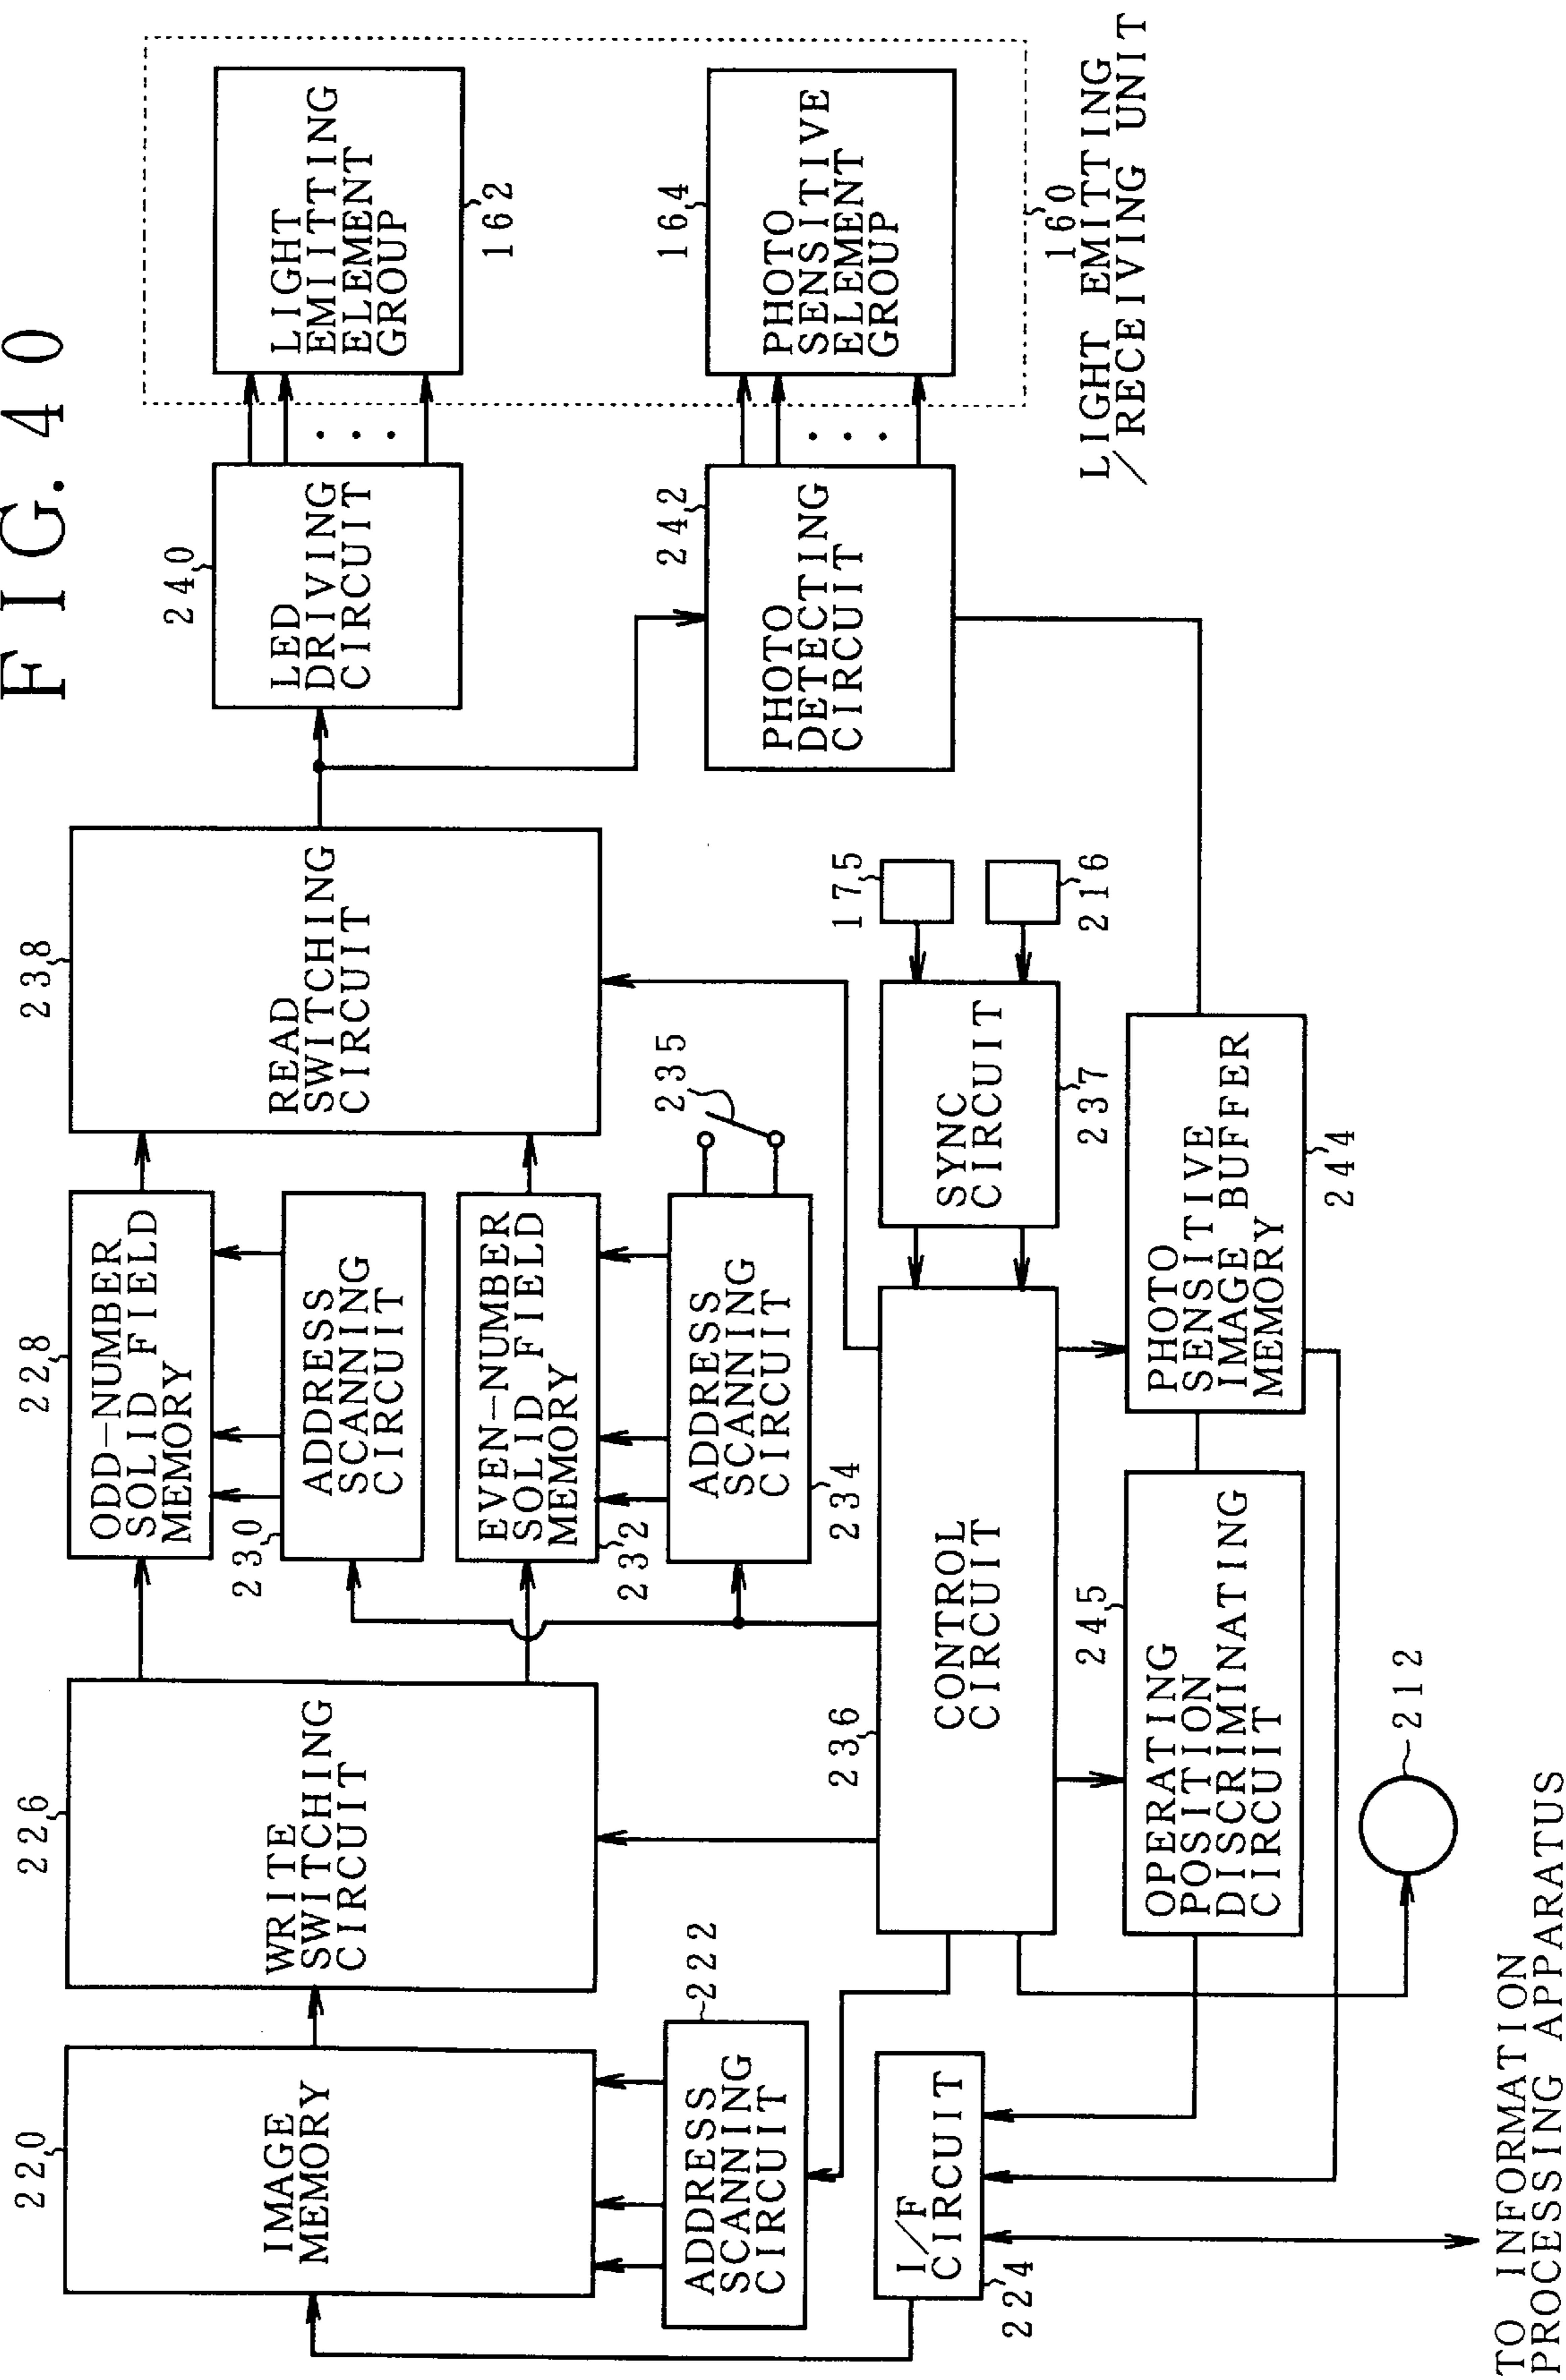 FIG. 40
220
IMAGE
MEMORY
226
WRITE
SWITCHING
CIRCUIT
228
ODD-NUMBER
SOLID FIELD
MEMORY
230
ADDRESS
SCANNING
CIRCUIT
232
EVEN-NUMBER
SOLID FIELD
MEMORY
234
ADDRESS
SCANNING
CIRCUIT
235
238
READ
SWITCHING
CIRCUIT
240
LED
DRIVING
CIRCUIT
LIGHT
EMITTING
ELEMENT
GROUP
162
242
PHOTO
DETECTING
CIRCUIT
164
PHOTO
SENSITIVE
ELEMENT
GROUP
160
LIGHT EMITTING
/RECEIVING UNIT
222
ADDRESS
SCANNING
CIRCUIT
224
I/F
CIRCUIT
236
CONTROL
CIRCUIT
SYNC
CIRCUIT
237
175
216
245
OPERATING
POSITION
DISCRIMINATING
CIRCUIT
PHOTO
SENSITIVE
IMAGE BUFFER
MEMORY
244
212
TO INFORMATION
PROCESSING APPARATUS